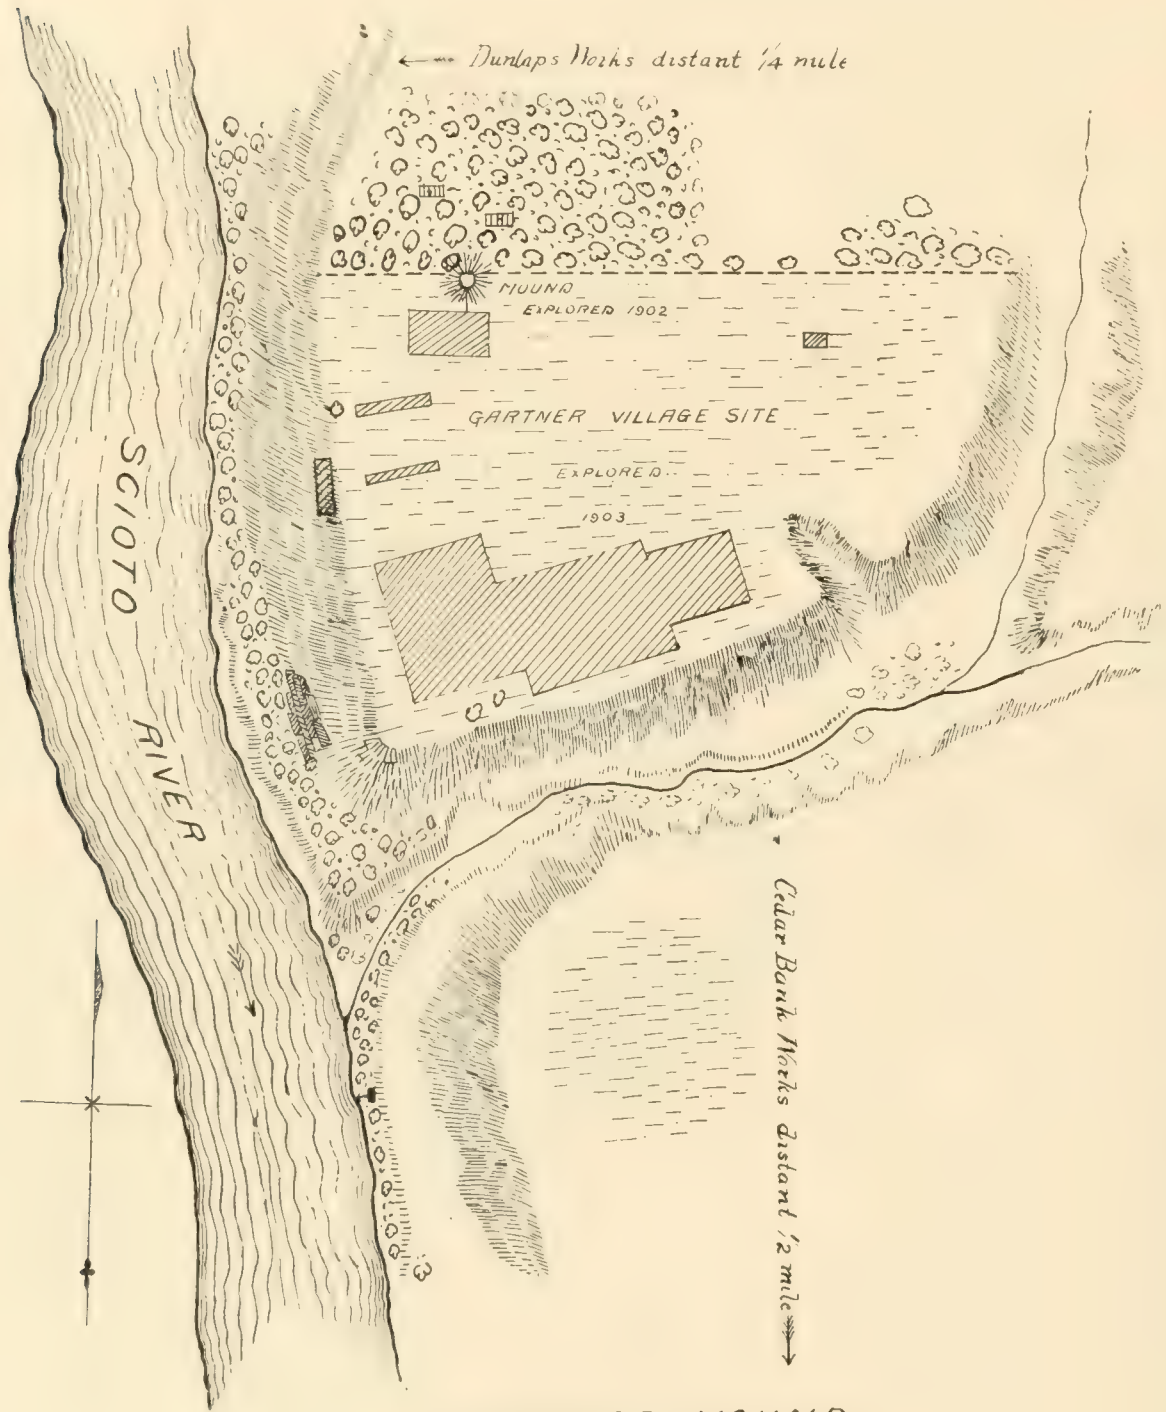 Dunlaps Works distant 1/4 mile
MOUND
EXPLORED 1902
GARTNER VILLAGE SITE
EXPLORED
1903
SCIOTO
RIVER
Cedar Bank Works distant 1/2 mile
MOUND